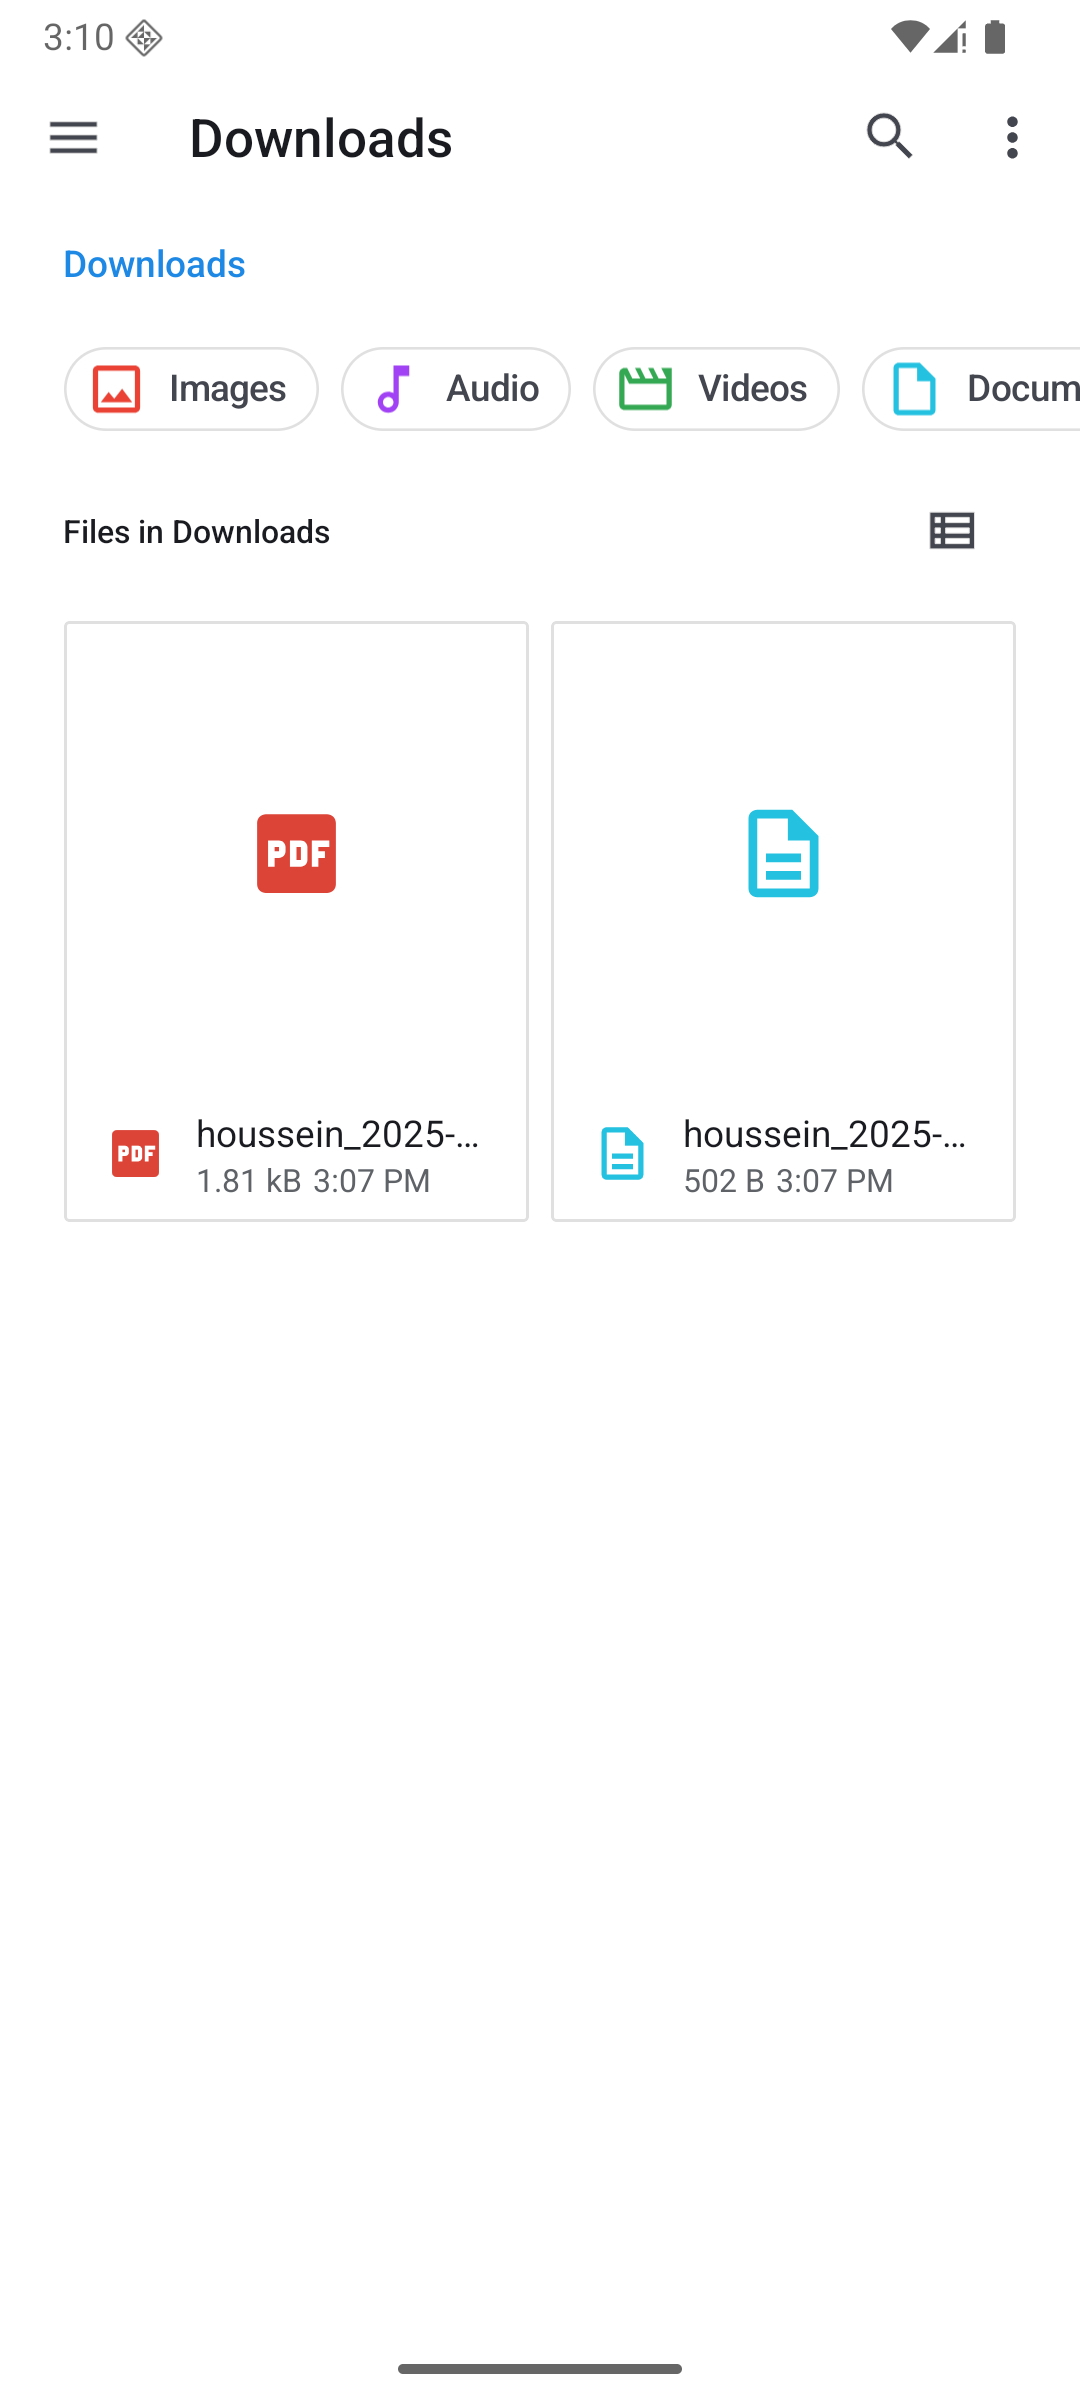 3:10
Downloads
Downloads
Images
Audio
Videos
Docum
Files in Downloads
PDF
PDF
houssein_2025-...
1.81 kB 3:07 PM
houssein_2025-...
502 B 3:07 PM